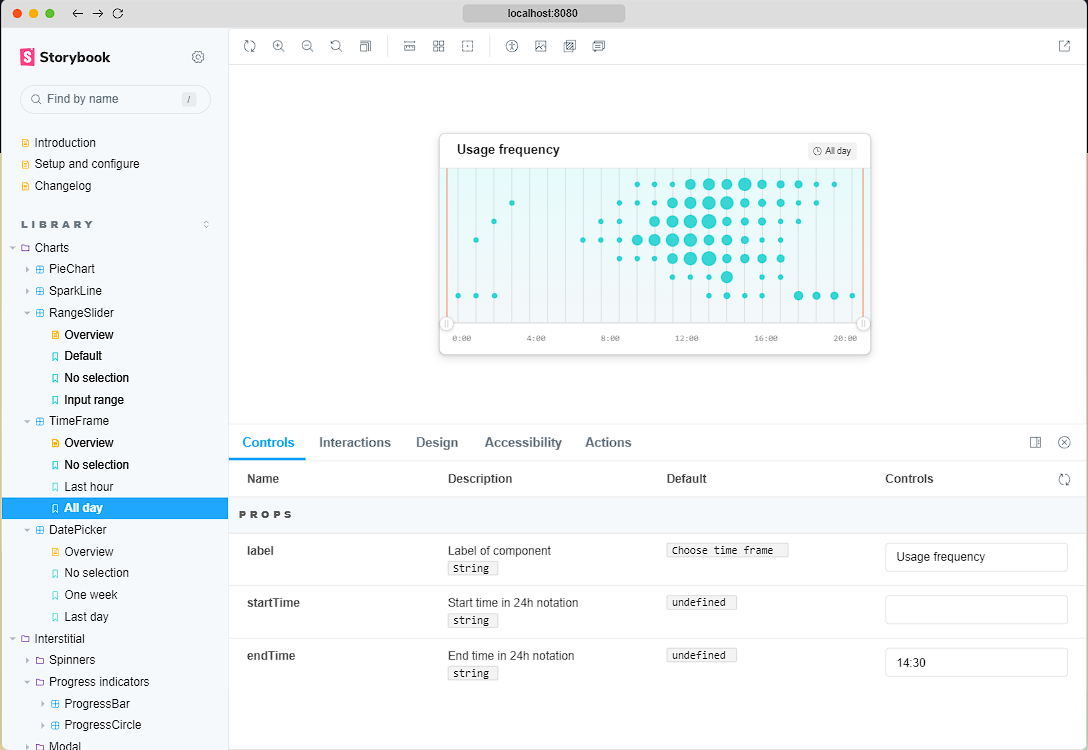 localhost:8080
Storybook
Find by name /
Introduction
Setup and configure
Changelog
LIBRARY
Charts
PieChart
SparkLine
RangeSlider
Overview
Default
No selection
Input range
TimeFrame
Overview
No selection
Last hour
All day
DatePicker
Overview
No selection
One week
Last day
Interstitial
Spinners
Progress indicators
ProgressBar
ProgressCircle
Modal
Usage frequency All day
0:00 4:00 8:00 12:00 16:00 20:00
Controls Interactions Design Accessibility Actions
Name Description Default Controls
PROPS
label Label of component Choose time frame Usage frequency
String
startTime Start time in 24h notation undefined
string
endTime End time in 24h notation undefined 14:30
string